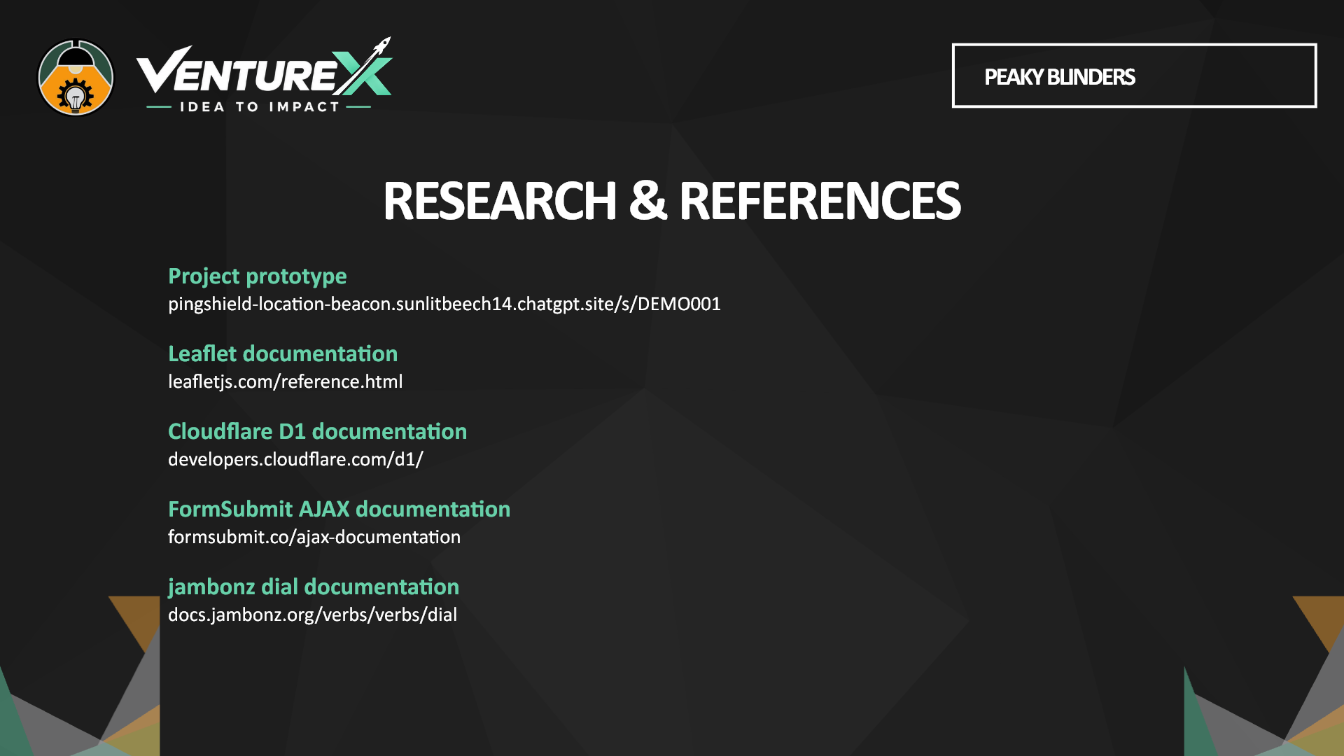 VENTUREX
IDEA TO IMPACT
PEAKY BLINDERS
RESEARCH & REFERENCES
Project prototype
pingshield-location-beacon.sunlitbeech14.chatgpt.site/s/DEMO001
Leaflet documentation
leafletjs.com/reference.html
Cloudflare D1 documentation
developers.cloudflare.com/d1/
FormSubmit AJAX documentation
formsubmit.co/ajax-documentation
jambonz dial documentation
docs.jambonz.org/verbs/verbs/dial